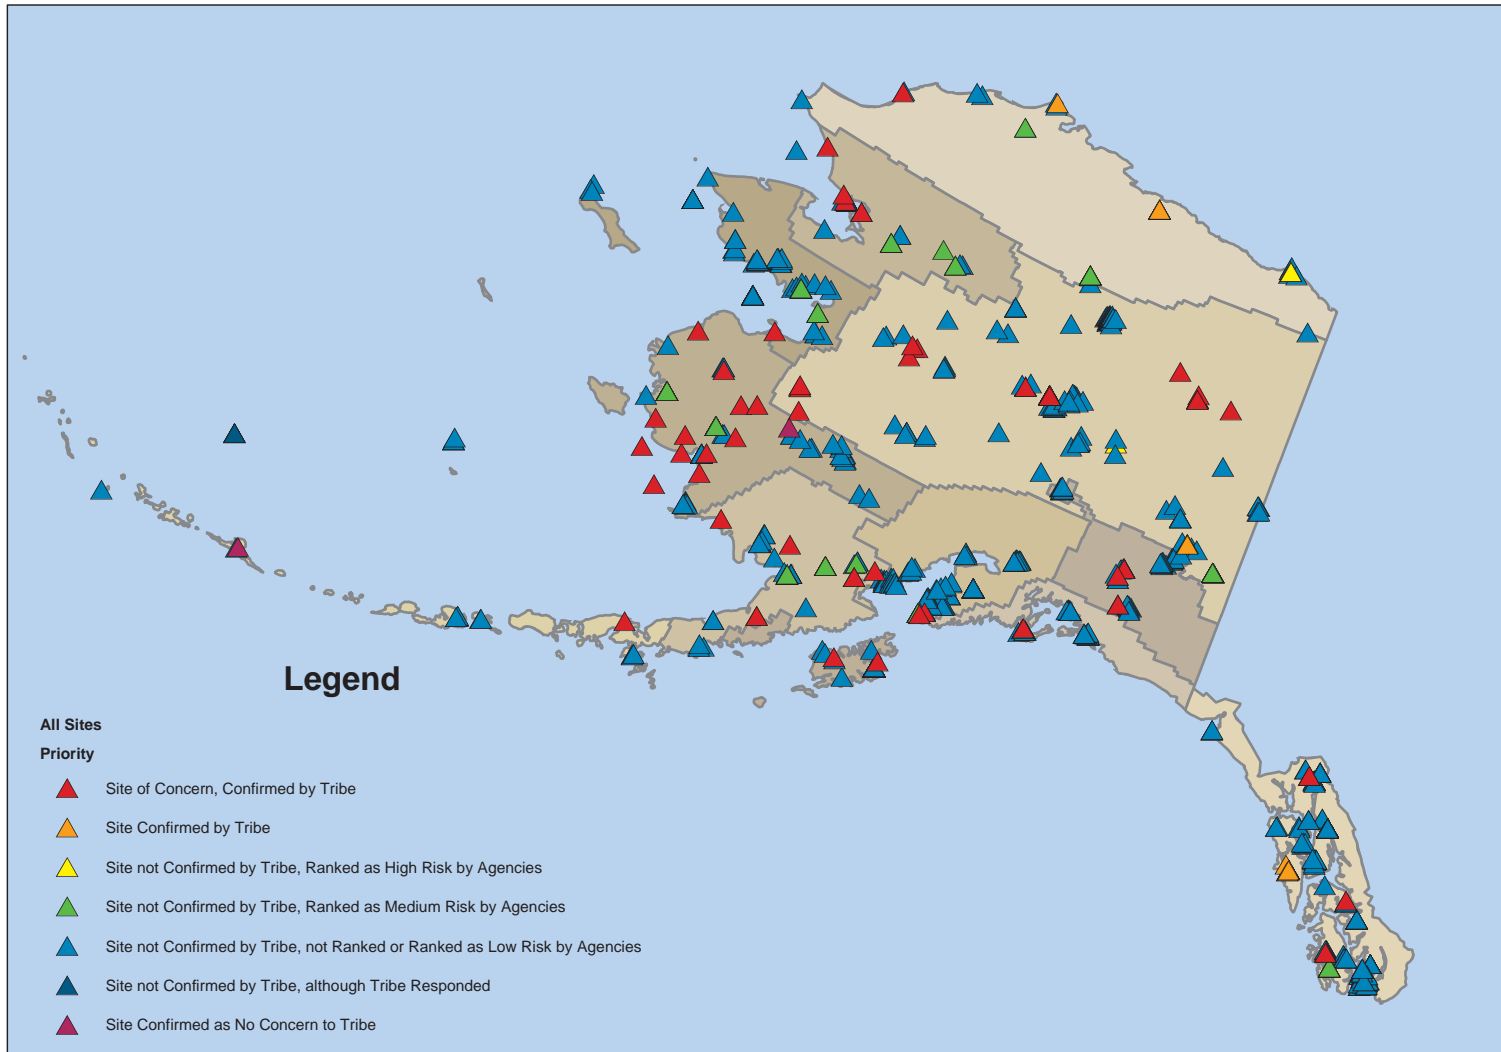 Legend
All Sites
Priority
Site of Concern, Confirmed by Tribe
Site Confirmed by Tribe
Site not Confirmed by Tribe, Ranked as High Risk by Agencies
Site not Confirmed by Tribe, Ranked as Medium Risk by Agencies
Site not Confirmed by Tribe, not Ranked or Ranked as Low Risk by Agencies
Site not Confirmed by Tribe, although Tribe Responded
Site Confirmed as No Concern to Tribe